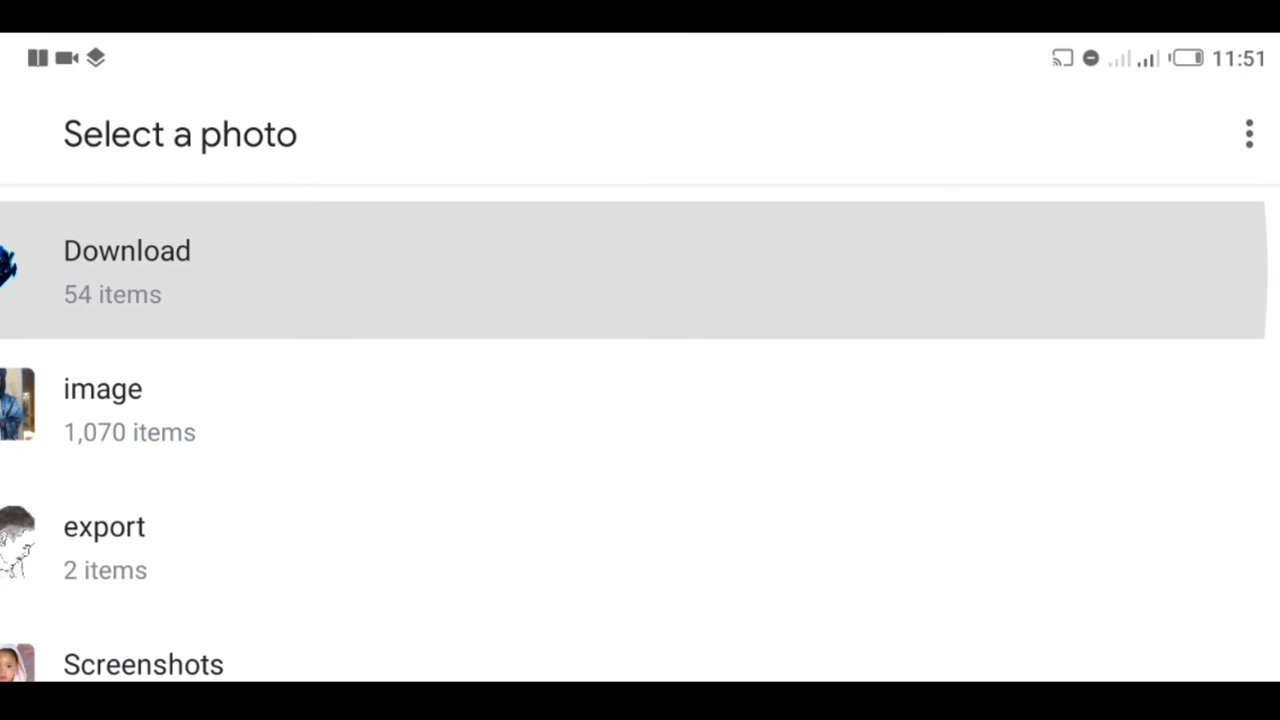 11:51
Select a photo
Download
54 items
image
1,070 items
export
2 items
Screenshots